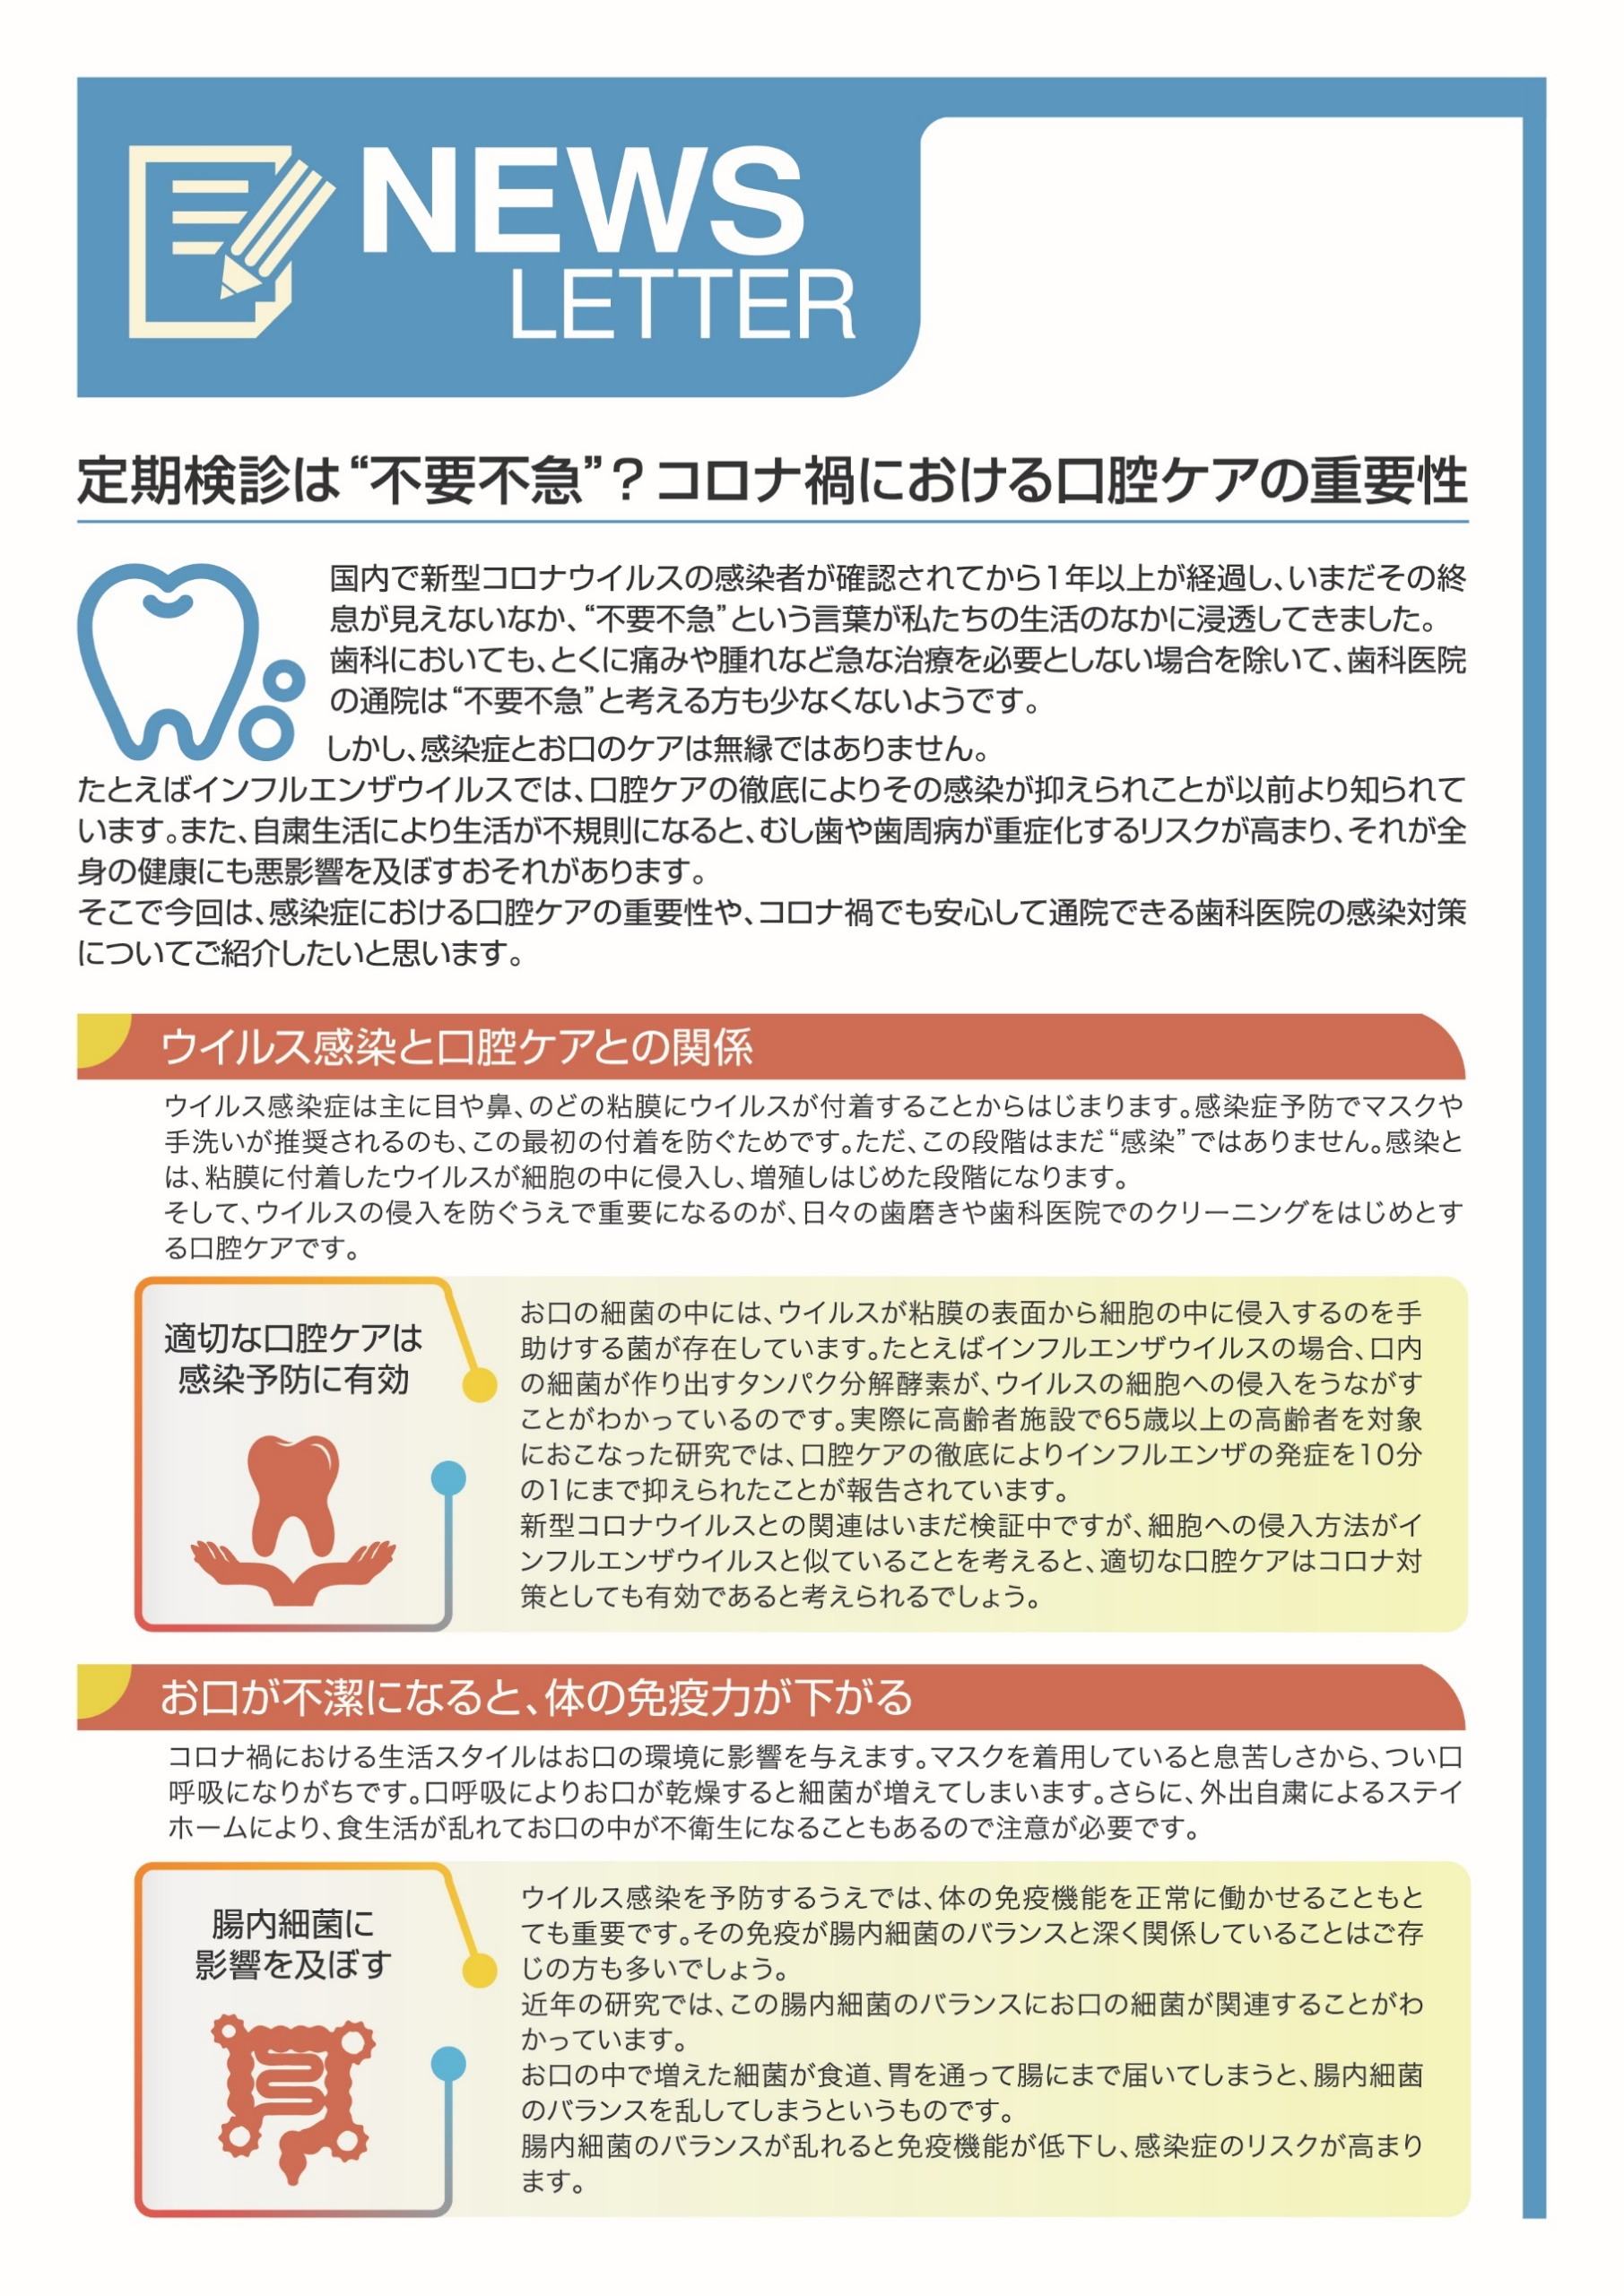 NEWS
LETTER
定期検診は“不要不急”？コロナ禍における口腔ケアの重要性
国内で新型コロナウイルスの感染者が確認されてから1年以上が経過し、いまだその終
息が見えないなか、“不要不急”という言葉が私たちの生活のなかに浸透してきました。
歯科においても、とくに痛みや腫れなど急な治療を必要としない場合を除いて、歯科医院
の通院は“不要不急”と考える方も少なくないようです。
しかし、感染症とお口のケアは無縁ではありません。
たとえばインフルエンザウイルスでは、口腔ケアの徹底によりその感染が抑えられことが以前より知られて
います。また、自粛生活により生活が不規則になると、むし歯や歯周病が重症化するリスクが高まり、それが全
身の健康にも悪影響を及ぼすおそれがあります。
そこで今回は、感染症における口腔ケアの重要性や、コロナ禍でも安心して通院できる歯科医院の感染対策
についてご紹介したいと思います。
ウイルス感染と口腔ケアとの関係
ウイルス感染症は主に目や鼻、のどの粘膜にウイルスが付着することからはじまります。感染症予防でマスクや
手洗いが推奨されるのも、この最初の付着を防ぐためです。ただ、この段階はまだ“感染”ではありません。感染と
は、粘膜に付着したウイルスが細胞の中に侵入し、増殖しはじめた段階になります。
そして、ウイルスの侵入を防ぐうえで重要になるのが、日々の歯磨きや歯科医院でのクリーニングをはじめとす
る口腔ケアです。
適切な口腔ケアは
感染予防に有効
お口の細菌の中には、ウイルスが粘膜の表面から細胞の中に侵入するのを手
助けする菌が存在しています。たとえばインフルエンザウイルスの場合、口内
の細菌が作り出すタンパク分解酵素が、ウイルスの細胞への侵入をうながす
ことがわかっているのです。実際に高齢者施設で65歳以上の高齢者を対象
におこなった研究では、口腔ケアの徹底によりインフルエンザの発症を10分
の1にまで抑えられたことが報告されています。
新型コロナウイルスとの関連はいまだ検証中ですが、細胞への侵入方法がイ
ンフルエンザウイルスと似ていることを考えると、適切な口腔ケアはコロナ対
策としても有効であると考えられるでしょう。
お口が不潔になると、体の免疫力が下がる
コロナ禍における生活スタイルはお口の環境に影響を与えます。マスクを着用していると息苦しさから、つい口
呼吸になりがちです。口呼吸によりお口が乾燥すると細菌が増えてしまいます。さらに、外出自粛によるステイ
ホームにより、食生活が乱れてお口の中が不衛生になることもあるので注意が必要です。
腸内細菌に
影響を及ぼす
ウイルス感染を予防するうえでは、体の免疫機能を正常に働かせることもと
ても重要です。その免疫が腸内細菌のバランスと深く関係していることはご存
じの方も多いでしょう。
近年の研究では、この腸内細菌のバランスにお口の細菌が関連することがわ
かっています。
お口の中で増えた細菌が食道、胃を通って腸にまで届いてしまうと、腸内細菌
のバランスを乱してしまうというものです。
腸内細菌のバランスが乱れると免疫機能が低下し、感染症のリスクが高まり
ます。